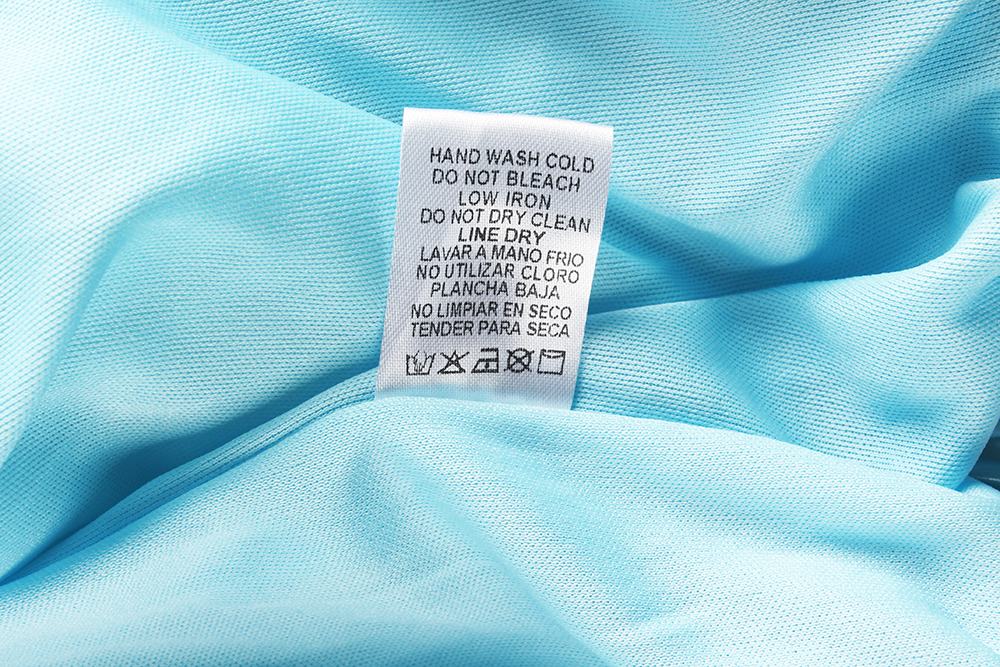 HAND WASH COLD
DO NOT BLEACH
LOW IRON
DO NOT DRY CLEAN
LINE DRY
LAVAR A MANO FRIO
NO UTILIZAR CLORO
PLANCHA BAJA
NO LIMPIAR EN SECO
TENDER PARA SECA